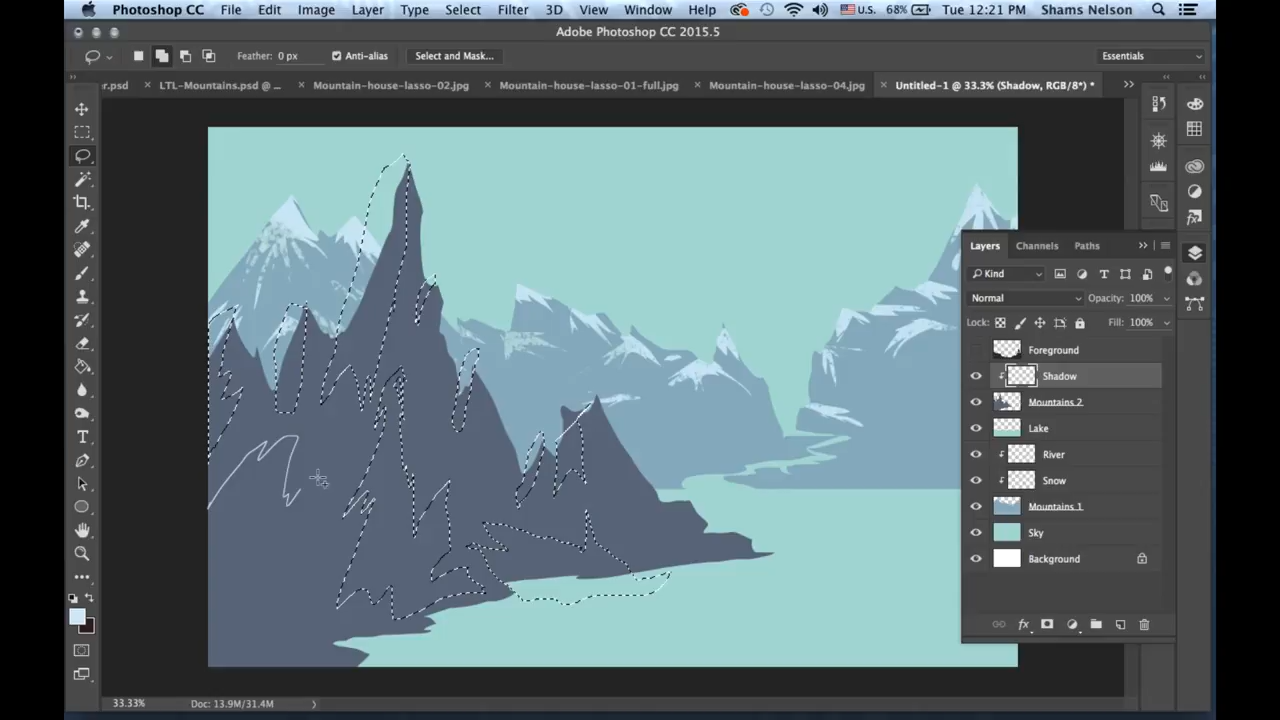 Photoshop CC File Edit Image Layer Type Select Filter 3D View Window Help U.S. 68% Tue 12:21 PM Shams Nelson
Adobe Photoshop CC 2015.5
Feather: 0 px Anti-alias Select and Mask... Essentials
er.psd × LTL-Mountains.psd @ ... × Mountain-house-lasso-02.jpg × Mountain-house-lasso-01-full.jpg × Mountain-house-lasso-04.jpg × Untitled-1 @ 33.3% (Shadow, RGB/8*) *
Layers Channels Paths
Kind
Normal Opacity: 100%
Lock: Fill: 100%
Foreground
Shadow
Mountains 2
Lake
River
Snow
Mountains 1
Sky
Background
33.33% Doc: 13.9M/31.4M